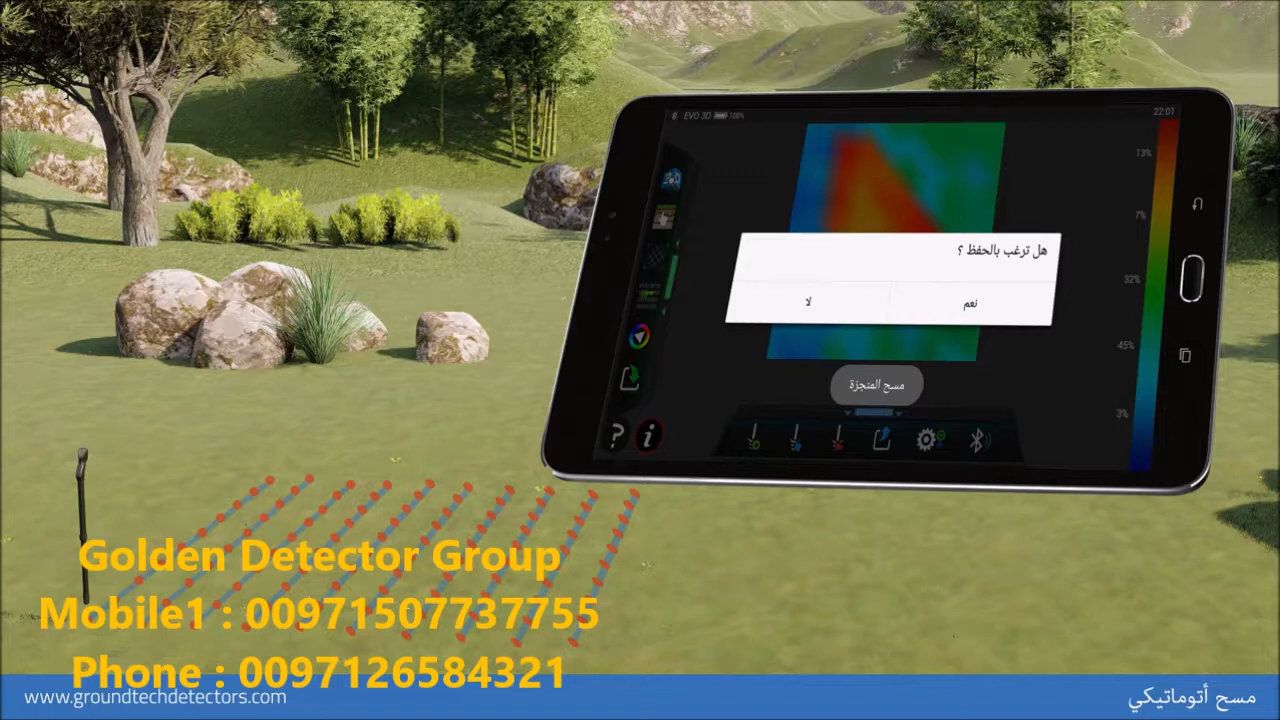 EVO 3D 100%
22:01
13%
7%
32%
45%
3%
هل ترغب بالحفظ ؟
نعم
لا
مسح المنجزة
Golden Detector Group
Mobile1 : 00971507737755
Phone : 0097126584321
www.groundtechdetectors.com
مسح أتوماتيكي